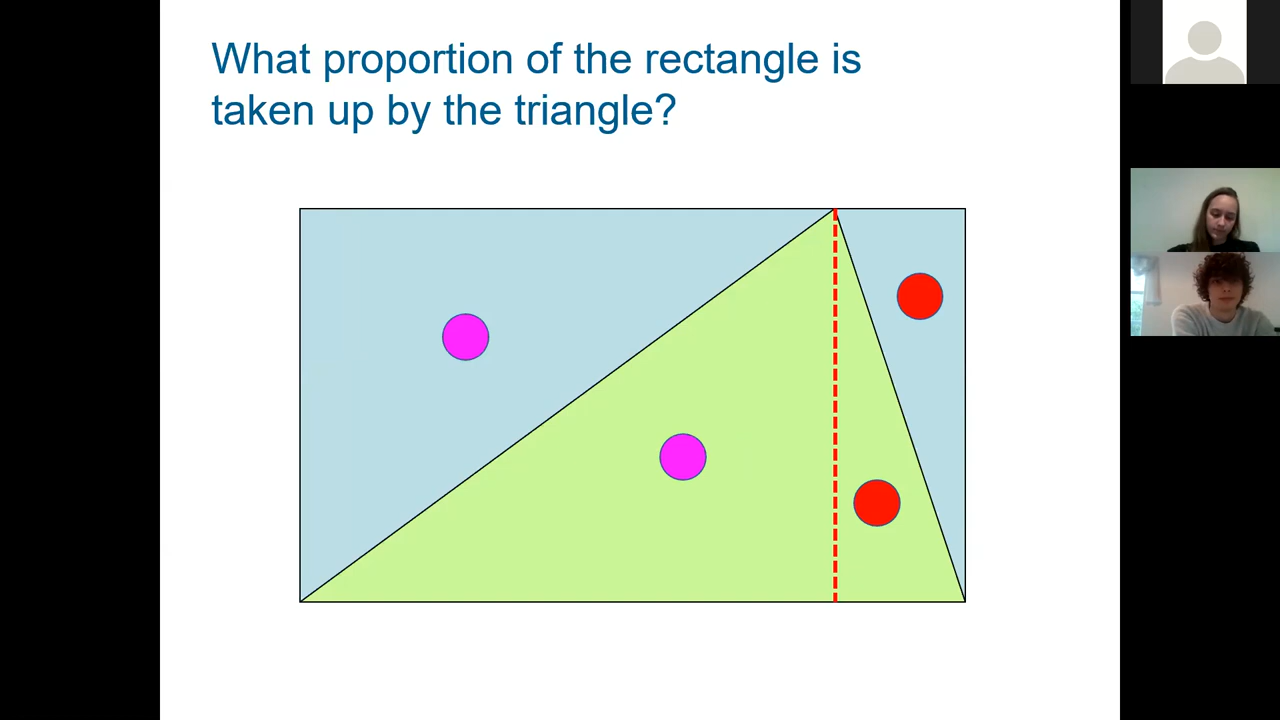 What proportion of the rectangle is
taken up by the triangle?